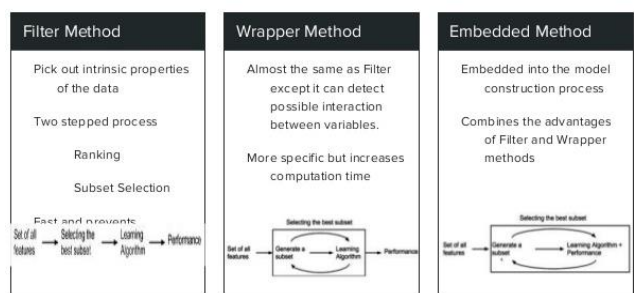 Filter Method
Pick out intrinsic properties
of the data
Two stepped process
Ranking
Subset Selection
Fast and prevents
Set of all
features
Selecting the
best subset
Learning
Algorithm
Performance
Wrapper Method
Almost the same as Filter
except it can detect
possible interaction
between variables.
More specific but increases
computation time
Selecting the best subset
Set of all
features
Generate a
subset
Learning
Algorithm
Performance
Embedded Method
Embedded into the model
construction process
Combines the advantages
of Filter and Wrapper
methods
Selecting the best subset
Set of all
features
Generate a
subset
Learning Algorithm +
Performance